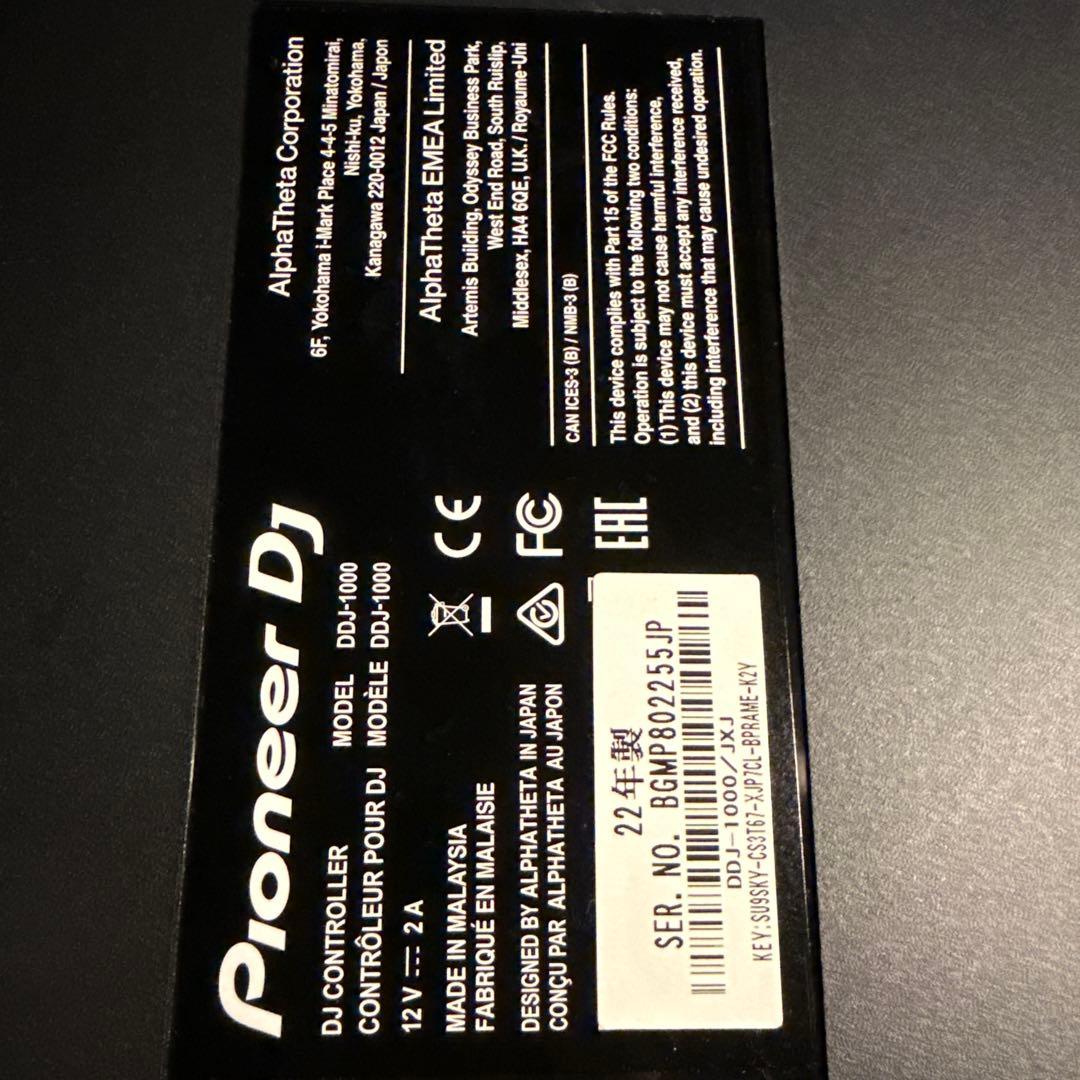 Pioneer Dj
DJ CONTROLLER MODEL DDJ-1000
CONTRÔLEUR POUR DJ MODÈLE DDJ-1000
12 V ⎓ 2 A
MADE IN MALAYSIA
FABRIQUÉ EN MALAISIE
DESIGNED BY ALPHATHETA IN JAPAN
CONÇU PAR ALPHATHETA AU JAPON
CE
FC
EAC
22年製
SER. NO. BGMP802255JP
DDJ-1000/JXJ
KEY:SU9SKY-CS3T67-XJP7CL-BPRAME-K2Y
AlphaTheta Corporation
6F, Yokohama i-Mark Place 4-4-5 Minatomirai,
Nishi-ku, Yokohama,
Kanagawa 220-0012 Japan / Japon
AlphaTheta EMEA Limited
Artemis Building, Odyssey Business Park,
West End Road, South Ruislip,
Middlesex, HA4 6QE, U.K. / Royaume-Uni
CAN ICES-3 (B) / NMB-3 (B)
This device complies with Part 15 of the FCC Rules.
Operation is subject to the following two conditions:
(1) This device may not cause harmful interference,
and (2) this device must accept any interference received,
including interference that may cause undesired operation.